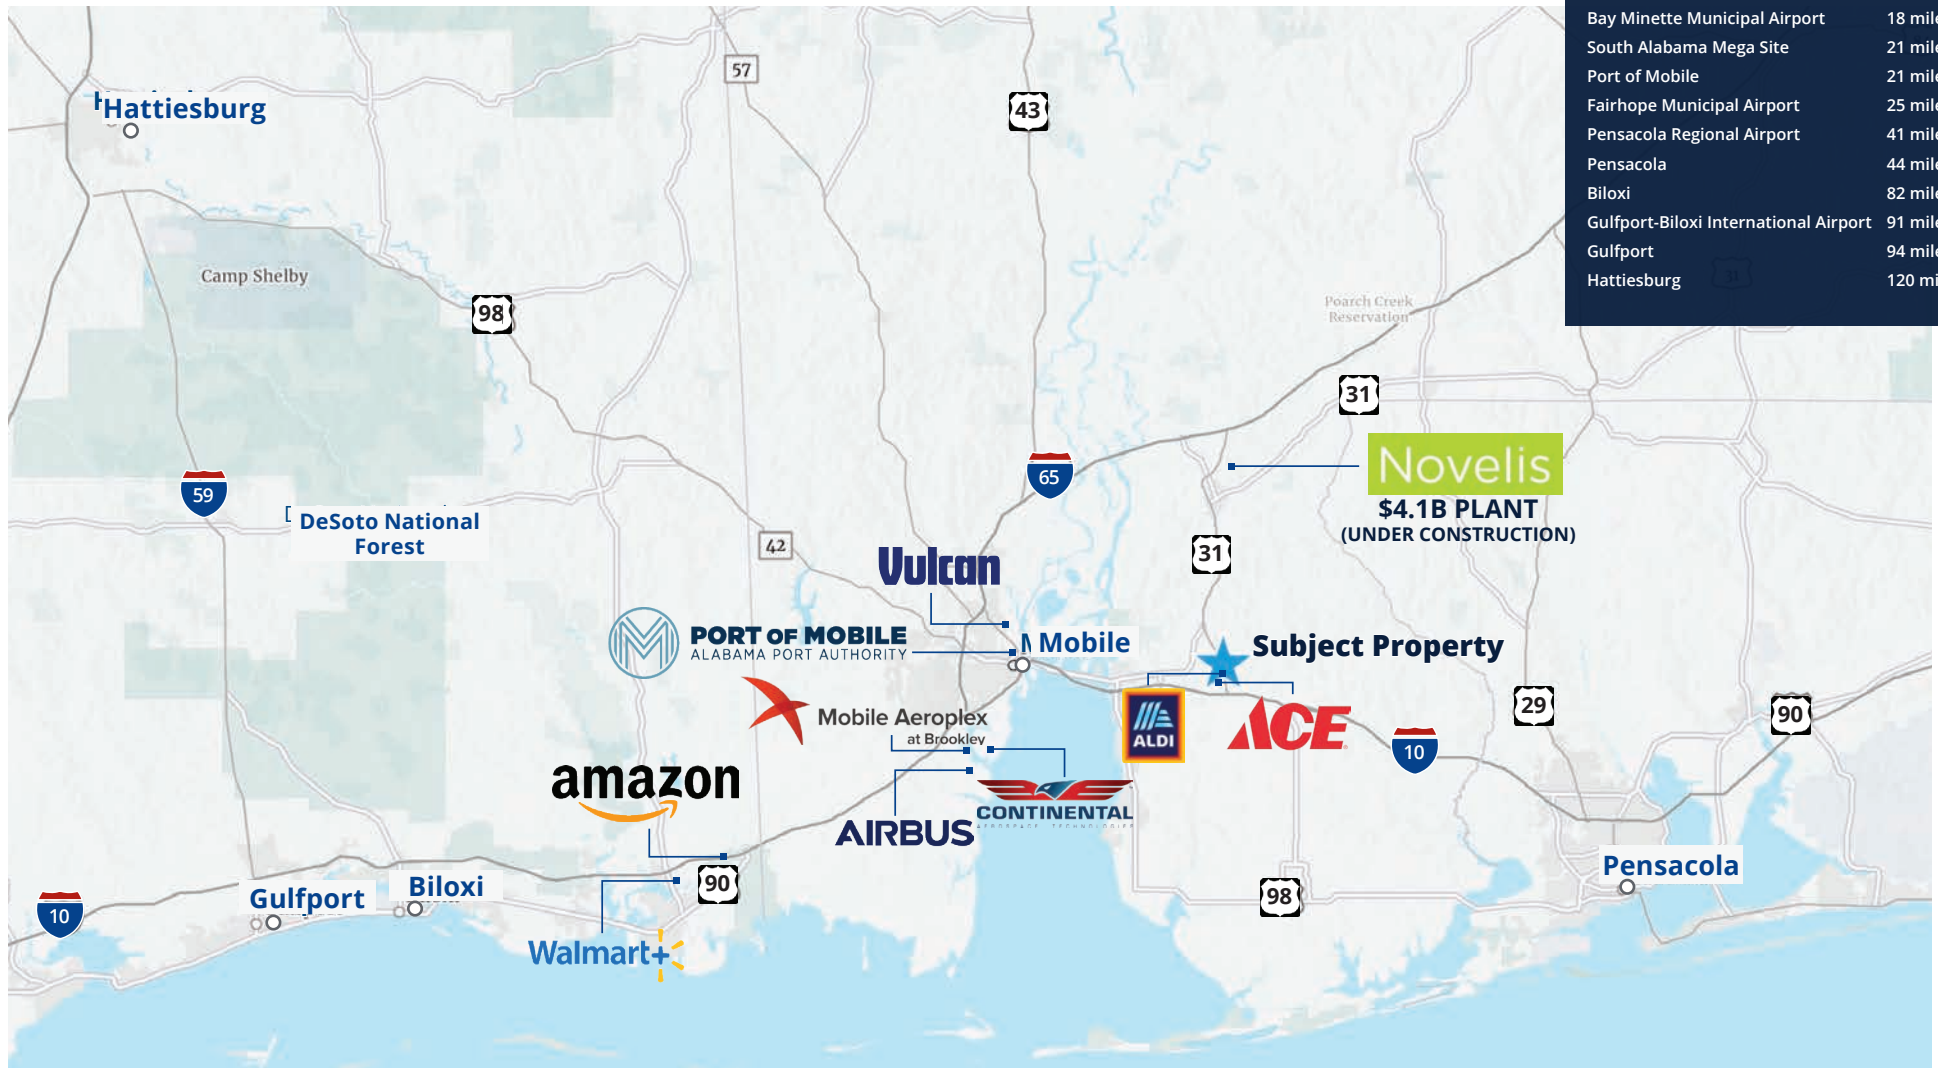 Bay Minette Municipal Airport 18 mile
South Alabama Mega Site 21 mile
Port of Mobile 21 mile
Fairhope Municipal Airport 25 mile
Pensacola Regional Airport 41 mile
Pensacola 44 mile
Biloxi 82 mile
Gulfport-Biloxi International Airport 91 mile
Gulfport 94 mile
Hattiesburg 120 mi
57
43
Hattiesburg
Camp Shelby
98
31
Poarch Creek
Reservation
31
Novelis
$4.1B PLANT
(UNDER CONSTRUCTION)
65
59
DeSoto National
Forest
42
31
Vulcan
PORT OF MOBILE
ALABAMA PORT AUTHORITY
Mobile
Subject Property
Mobile Aeroplex
at Brookley
ALDI
ACE
29
90
10
amazon
AIRBUS
CONTINENTAL
AEROSPACE TECHNOLOGIES
Pensacola
90
98
Gulfport
Biloxi
10
Walmart+